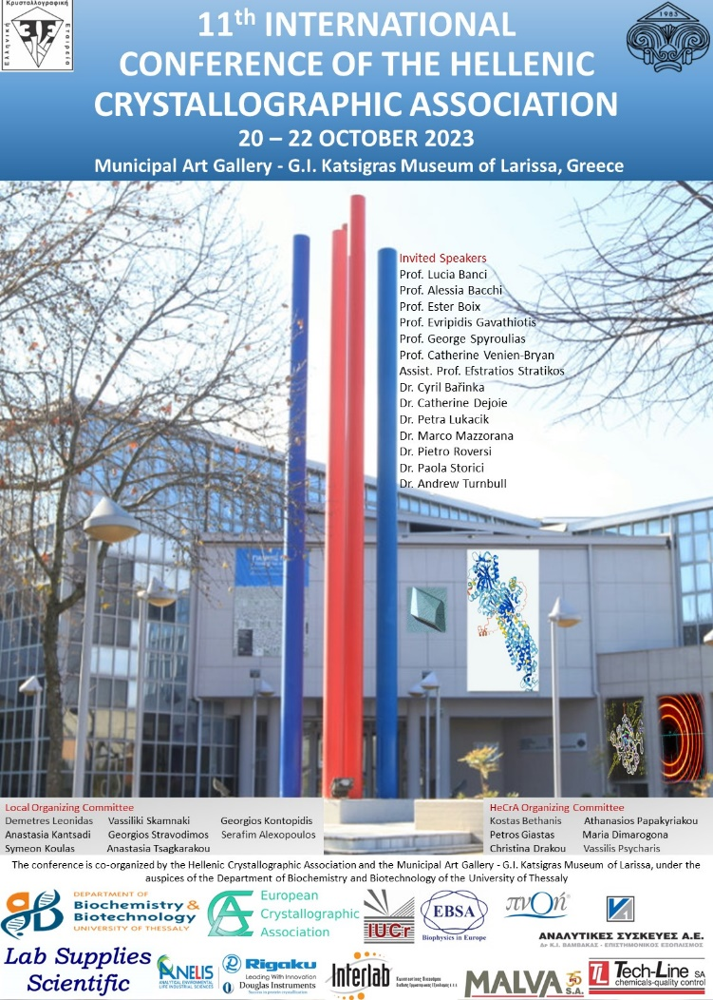 Κρυσταλλογραφική
Ελληνική
Εταιρεία
1983
11th INTERNATIONAL
CONFERENCE OF THE HELLENIC
CRYSTALLOGRAPHIC ASSOCIATION
20 – 22 OCTOBER 2023
Municipal Art Gallery - G.I. Katsigras Museum of Larissa, Greece
Invited Speakers
Prof. Lucia Banci
Prof. Alessia Bacchi
Prof. Ester Boix
Prof. Evripidis Gavathiotis
Prof. George Spyroulias
Prof. Catherine Venien-Bryan
Assist. Prof. Efstratios Stratikos
Dr. Cyril Bařinka
Dr. Catherine Dejoie
Dr. Petra Lukacik
Dr. Marco Mazzorana
Dr. Pietro Roversi
Dr. Paola Storici
Dr. Andrew Turnbull
Local Organizing Committee
Demetres Leonidas Vassiliki Skamnaki Georgios Kontopidis
Anastasia Kantsadi Georgios Stravodimos Serafim Alexopoulos
Symeon Koulas Anastasia Tsagkarakou
HeCrA Organizing Committee
Kostas Bethanis Athanasios Papakyriakou
Petros Giastas Maria Dimarogona
Christina Drakou Vassilis Psycharis
The conference is co-organized by the Hellenic Crystallographic Association and the Municipal Art Gallery - G.I. Katsigras Museum of Larissa, under the
auspices of the Department of Biochemistry and Biotechnology of the University of Thessaly
DEPARTMENT OF
Biochemistry &
Biotechnology
UNIVERSITY OF THESSALY
European
Crystallographic
Association
IUCr
EBSA
Biophysics in Europe
πνοή
ΑΝΑΛΥΤΙΚΕΣ ΣΥΣΚΕΥΕΣ Α.Ε.
Δρ Κ.Ι. ΒΑΜΒΑΚΑΣ - ΕΠΙΣΤΗΜΟΝΙΚΟΣ ΕΞΟΠΛΙΣΜΟΣ
Lab Supplies
Scientific
ANELIS
ANALYTICAL ENVIRONMENTAL
LIFE INDUSTRIAL SCIENCES
Rigaku
Leading With Innovation
Douglas Instruments
Interlab
MALVA
S.A.
Tech-Line SA
chemicals-quality control